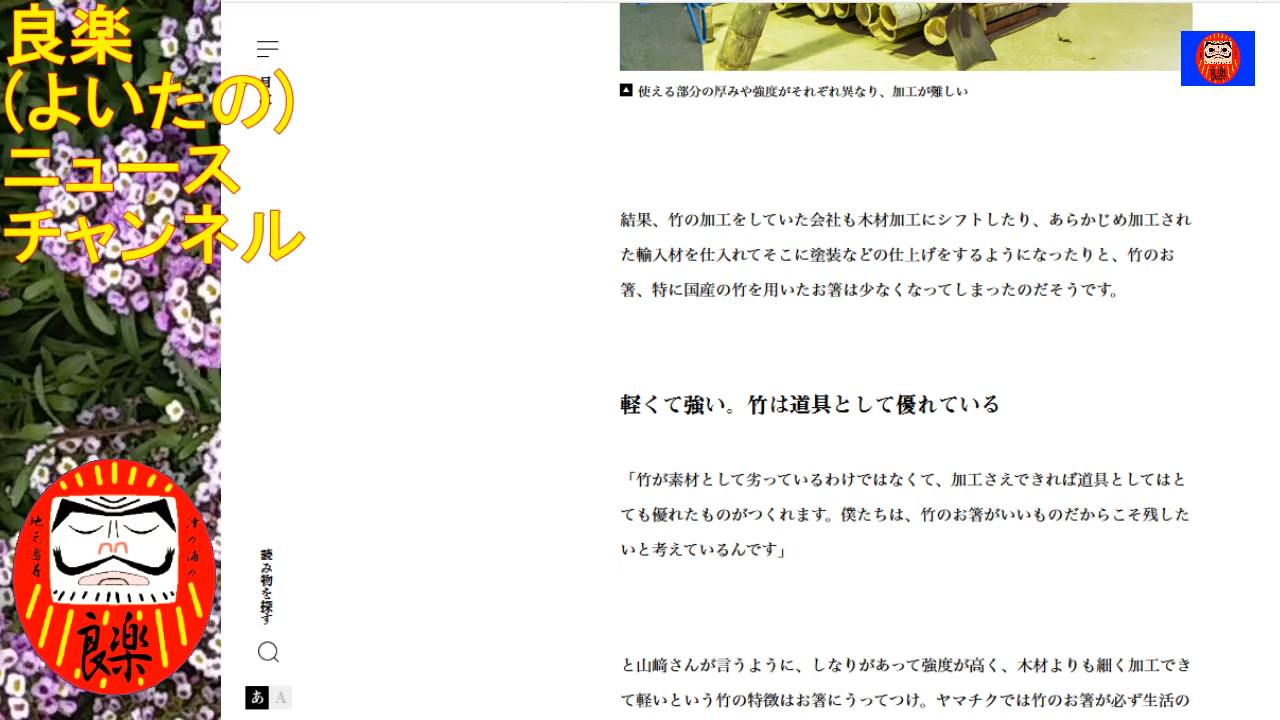 良楽
(よいたの)
ニュース
チャンネル
使える部分の厚みや強度がそれぞれ異なり、加工が難しい
結果、竹の加工をしていた会社も木材加工にシフトしたり、あらかじめ加工され
た輸入材を仕入れてそこに塗装などの仕上げをするようになったりと、竹のお
箸、特に国産の竹を用いたお箸は少なくなってしまったのだそうです。
軽くて強い。竹は道具として優れている
「竹が素材として劣っているわけではなくて、加工さえできれば道具としてはと
ても優れたものがつくれます。僕たちは、竹のお箸がいいものだからこそ残した
いと考えているんです」
と山﨑さんが言うように、しなりがあって強度が高く、木材よりも細く加工でき
て軽いという竹の特徴はお箸にうってつけ。ヤマチクでは竹のお箸が必ず生活の
読み物を探す
あ A
津々浦々
良楽